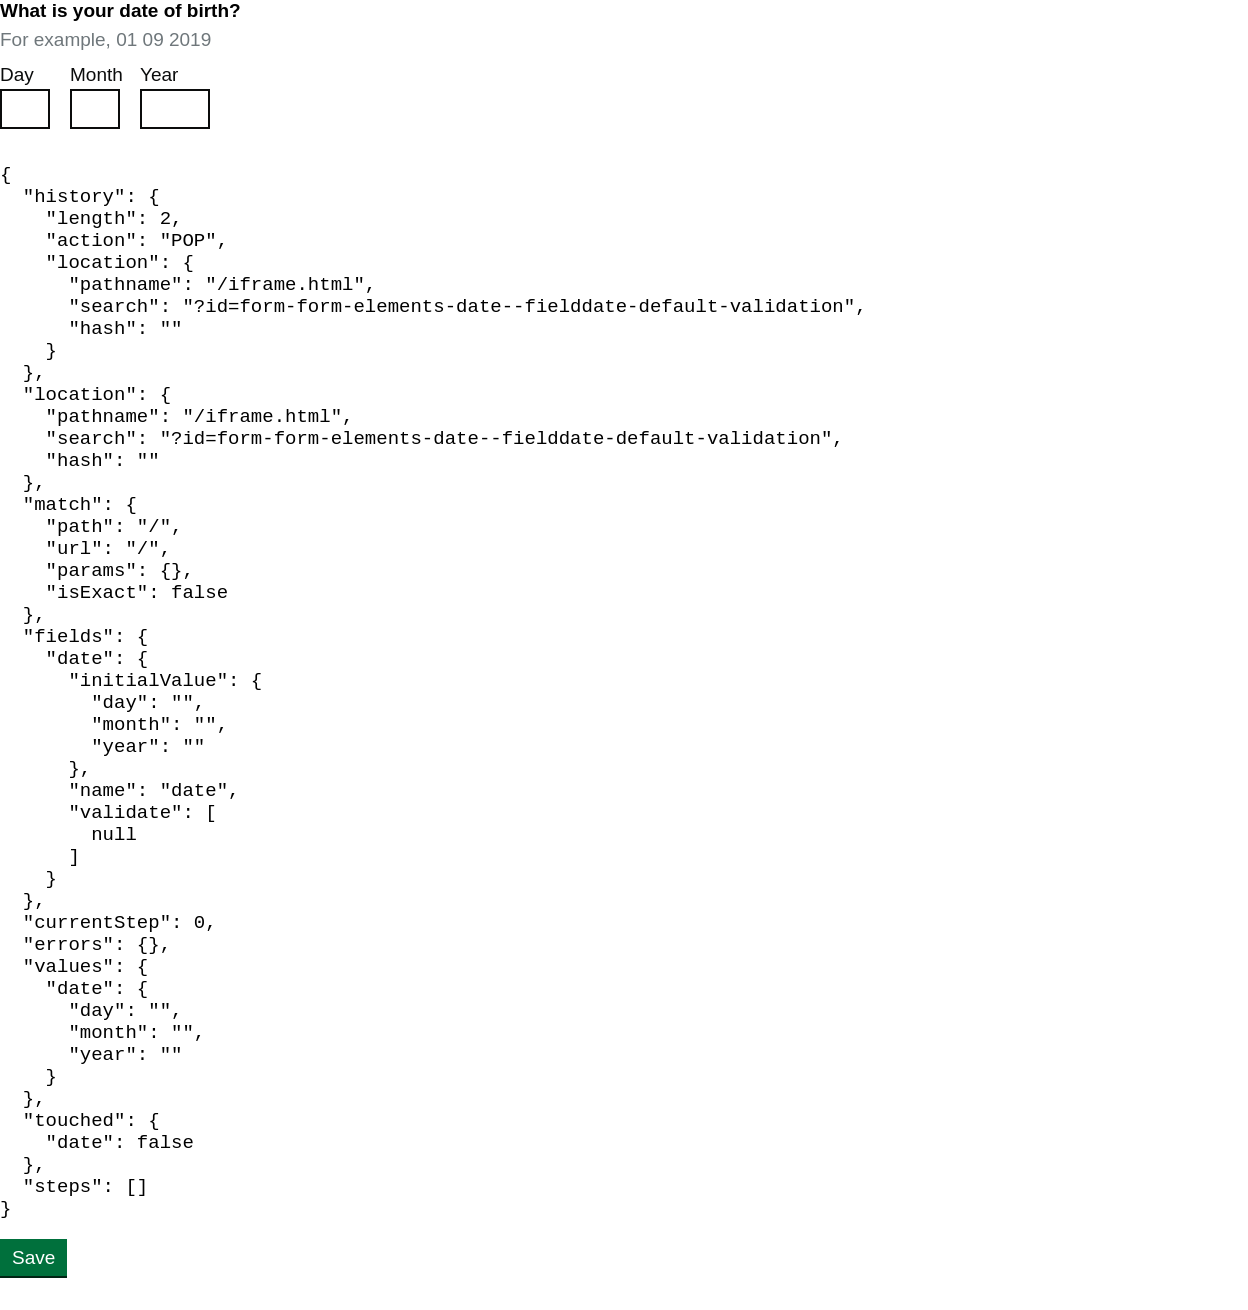 What is your date of birth?
For example, 01 09 2019
Day Month Year
{
  "history": {
    "length": 2,
    "action": "POP",
    "location": {
      "pathname": "/iframe.html",
      "search": "?id=form-form-elements-date--fielddate-default-validation",
      "hash": ""
    }
  },
  "location": {
    "pathname": "/iframe.html",
    "search": "?id=form-form-elements-date--fielddate-default-validation",
    "hash": ""
  },
  "match": {
    "path": "/",
    "url": "/",
    "params": {},
    "isExact": false
  },
  "fields": {
    "date": {
      "initialValue": {
        "day": "",
        "month": "",
        "year": ""
      },
      "name": "date",
      "validate": [
        null
      ]
    }
  },
  "currentStep": 0,
  "errors": {},
  "values": {
    "date": {
      "day": "",
      "month": "",
      "year": ""
    }
  },
  "touched": {
    "date": false
  },
  "steps": []
}
Save